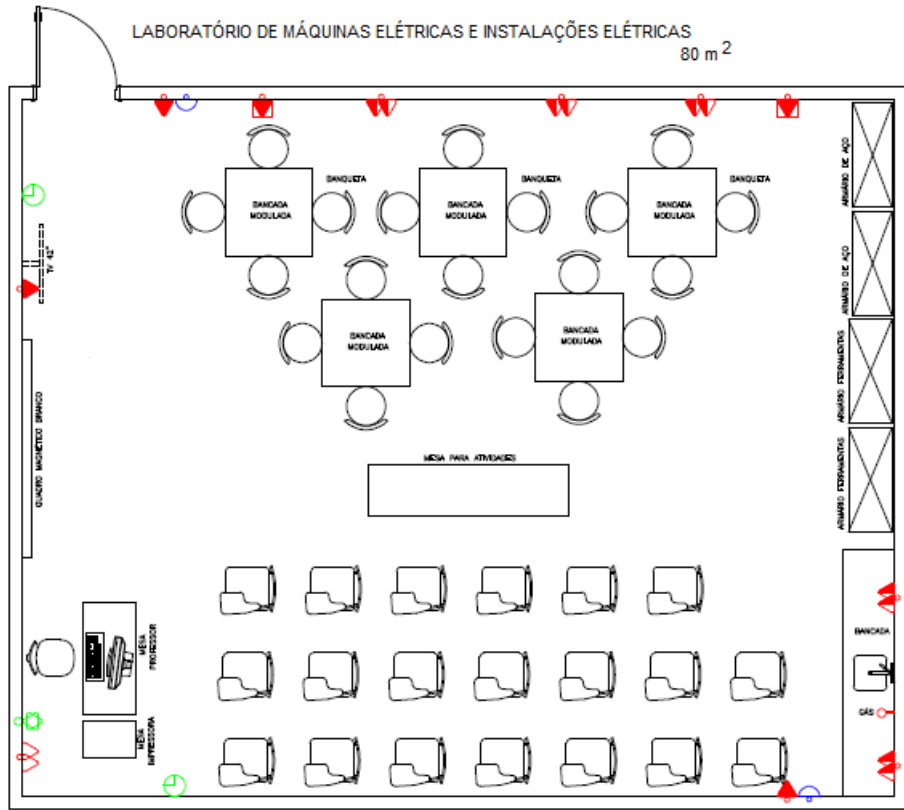 LABORATÓRIO DE MÁQUINAS ELÉTRICAS E INSTALAÇÕES ELÉTRICAS
80 m²
BANQUETA
BANQUETA
BANQUETA
BANCADA
MODULADA
BANCADA
MODULADA
BANCADA
MODULADA
ARMÁRIO DE AÇO
ARMÁRIO DE AÇO
TV 42"
BANCADA
MODULADA
BANCADA
MODULADA
ARMÁRIO FERRAMENTAS
ARMÁRIO FERRAMENTAS
QUADRO MAGNÉTICO BRANCO
MESA PARA ATIVIDADES
MESA
PROFESSOR
BANCADA
GÁS
MESA
IMPRESSORA